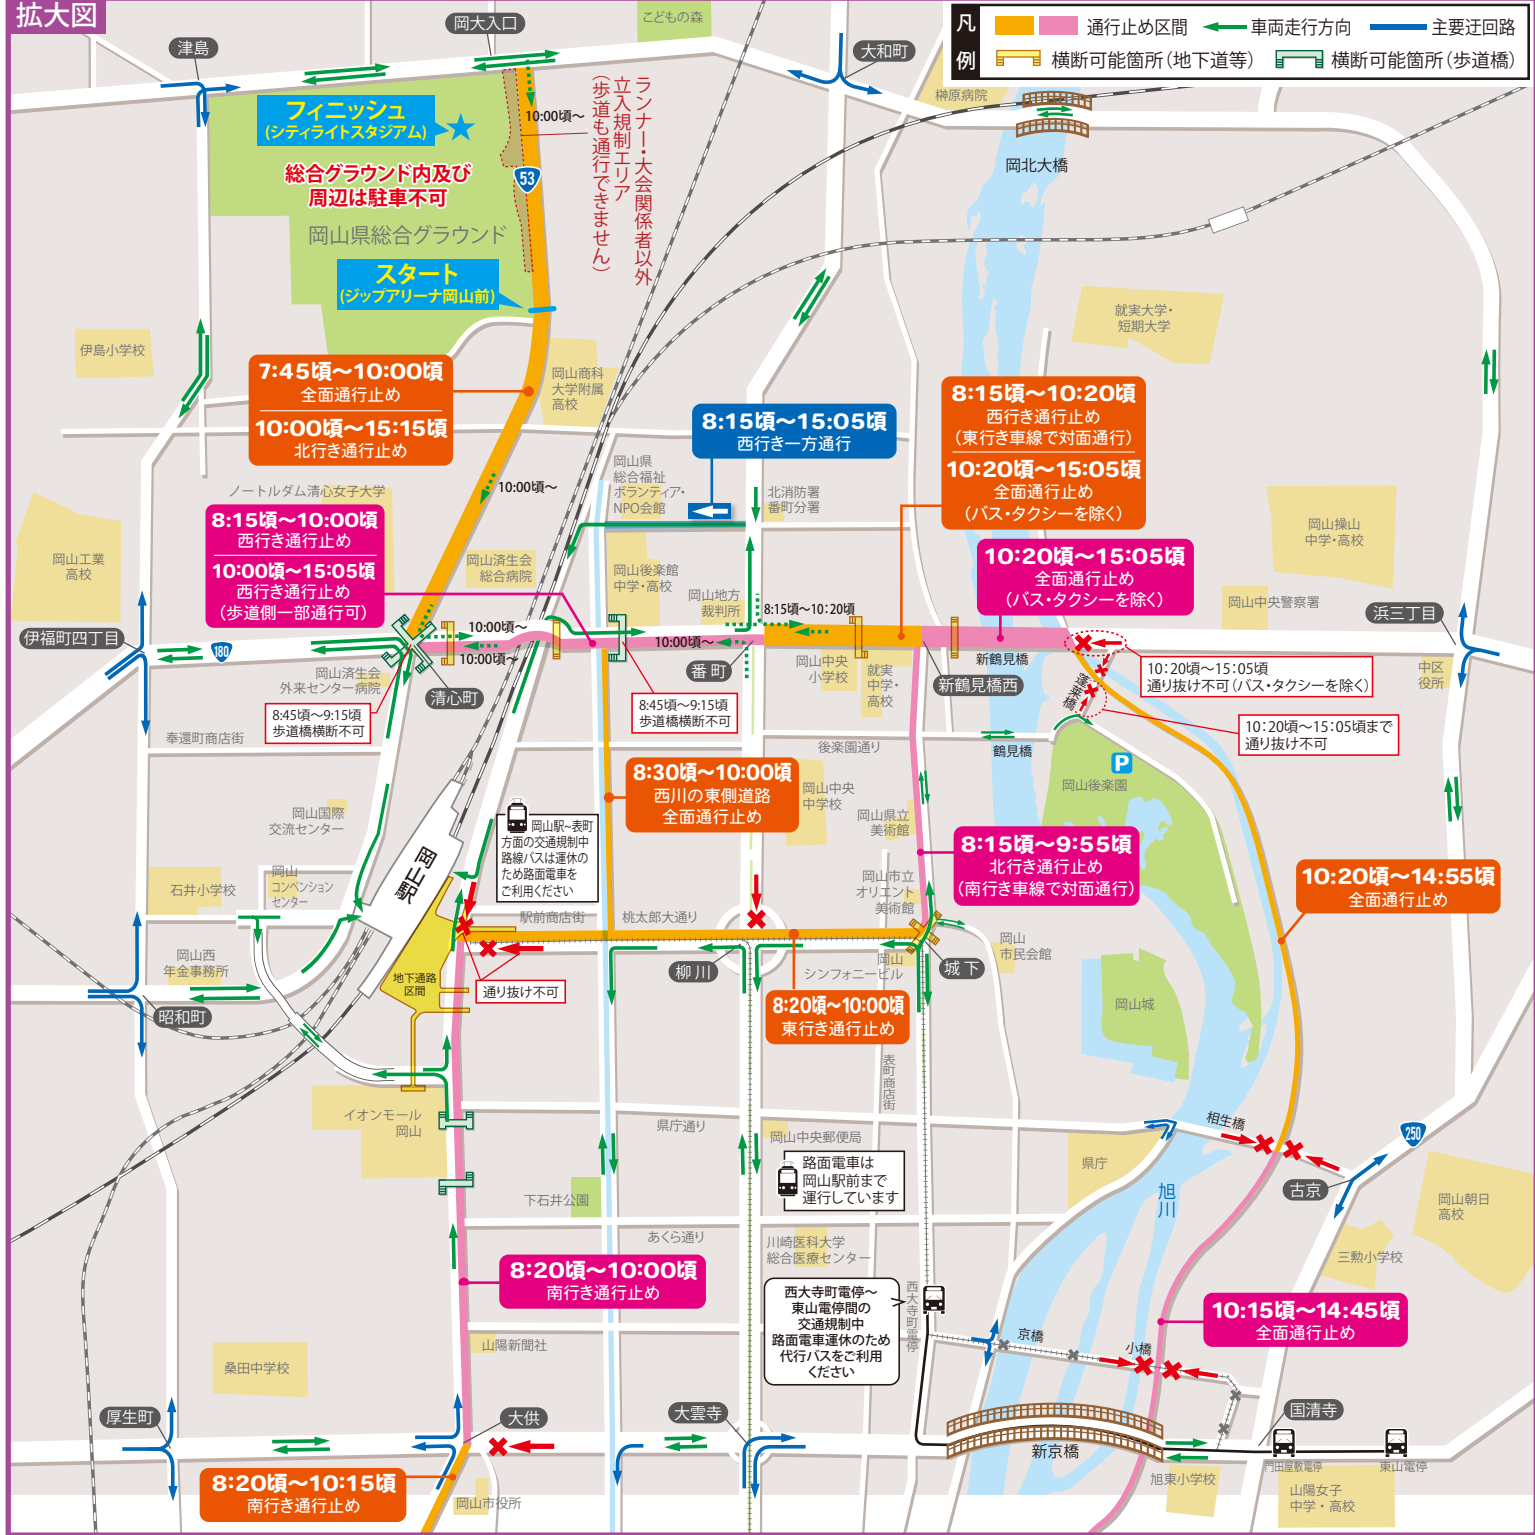 拡大図
凡例
通行止め区間
車両走行方向
主要迂回路
横断可能箇所(地下道等)
横断可能箇所(歩道橋)
津島
岡大入口
こどもの森
大和町
榊原病院
岡北大橋
フィニッシュ
(シティライトスタジアム)
総合グラウンド内及び
周辺は駐車不可
岡山県総合グラウンド
スタート
(ジップアリーナ岡山前)
10:00頃～
53
ランナー・大会関係者以外
立入規制エリア
(歩道も通行できません)
就実大学・
短期大学
伊島小学校
7:45頃～10:00頃
全面通行止め
10:00頃～15:15頃
北行き通行止め
岡山商科
大学附属
高校
8:15頃～15:05頃
西行き一方通行
8:15頃～10:20頃
西行き通行止め
(東行き車線で対面通行)
10:20頃～15:05頃
全面通行止め
(バス・タクシーを除く)
ノートルダム清心女子大学
10:00頃～
岡山県
総合福祉
ボランティア・
NPO会館
北消防署
番町分署
8:15頃～10:00頃
西行き通行止め
10:00頃～15:05頃
西行き通行止め
(歩道側一部通行可)
岡山工業
高校
岡山済生会
総合病院
岡山後楽館
中学・高校
岡山地方
裁判所
8:15頃～10:20頃
10:20頃～15:05頃
全面通行止め
(バス・タクシーを除く)
岡山操山
中学・高校
岡山中央警察署
浜三丁目
伊福町四丁目
180
10:00頃～
10:00頃～
10:00頃～
番町
岡山中央
小学校
就実
中学・
高校
新鶴見橋
新鶴見橋西
蓬莱橋
10:20頃～15:05頃
通り抜け不可(バス・タクシーを除く)
中区
役所
岡山済生会
外来センター病院
清心町
8:45頃～9:15頃
歩道橋横断不可
8:45頃～9:15頃
歩道橋横断不可
10:20頃～15:05頃まで
通り抜け不可
奉還町商店街
後楽園通り
鶴見橋
P
岡山後楽園
8:30頃～10:00頃
西川の東側道路
全面通行止め
岡山中央
中学校
岡山県立
美術館
岡山国際
交流センター
岡山駅~表町
方面の交通規制中
路線バスは運休の
ため路面電車を
ご利用ください
岡山駅
8:15頃～9:55頃
北行き通行止め
(南行き車線で対面通行)
石井小学校
岡山
コンベンション
センター
岡山市立
オリエント
美術館
10:20頃～14:55頃
全面通行止め
駅前商店街
桃太郎大通り
岡山西
年金事務所
地下通路
区間
通り抜け不可
柳川
岡山
シンフォニービル
城下
岡山
市民会館
昭和町
8:20頃～10:00頃
東行き通行止め
岡山城
表町商店街
イオンモール
岡山
県庁通り
岡山中央郵便局
相生橋
250
路面電車は
岡山駅前まで
運行しています
県庁
旭川
古京
岡山朝日
高校
下石井公園
あくら通り
川崎医科大学
総合医療センター
三勲小学校
8:20頃～10:00頃
南行き通行止め
西大寺町電停～
東山電停間の
交通規制中
路面電車運休のため
代行バスをご利用
ください
西大寺町電停
10:15頃～14:45頃
全面通行止め
京橋
小橋
山陽新聞社
桑田中学校
厚生町
大供
大雲寺
新京橋
国清寺
門田屋敷電停
東山電停
8:20頃～10:15頃
南行き通行止め
岡山市役所
旭東小学校
山陽女子
中学・高校